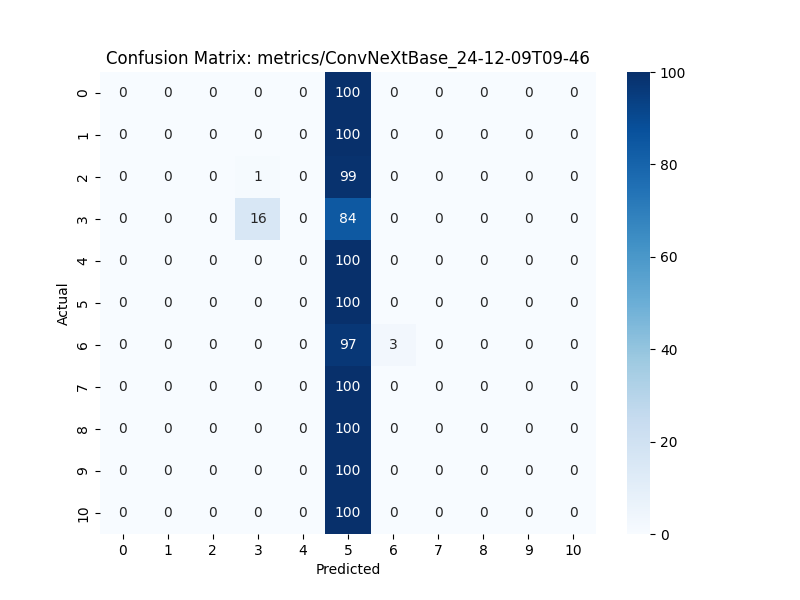 Confusion Matrix: metrics/ConvNeXtBase_24-12-09T09-46
0 0 0 0 0 0 100 0 0 0 0 0
1 0 0 0 0 0 100 0 0 0 0 0
2 0 0 0 1 0 99 0 0 0 0 0
3 0 0 0 16 0 84 0 0 0 0 0
4 0 0 0 0 0 100 0 0 0 0 0
5 0 0 0 0 0 100 0 0 0 0 0
6 0 0 0 0 0 97 3 0 0 0 0
7 0 0 0 0 0 100 0 0 0 0 0
8 0 0 0 0 0 100 0 0 0 0 0
9 0 0 0 0 0 100 0 0 0 0 0
10 0 0 0 0 0 100 0 0 0 0 0
0 1 2 3 4 5 6 7 8 9 10
Predicted
Actual
100
80
60
40
20
0